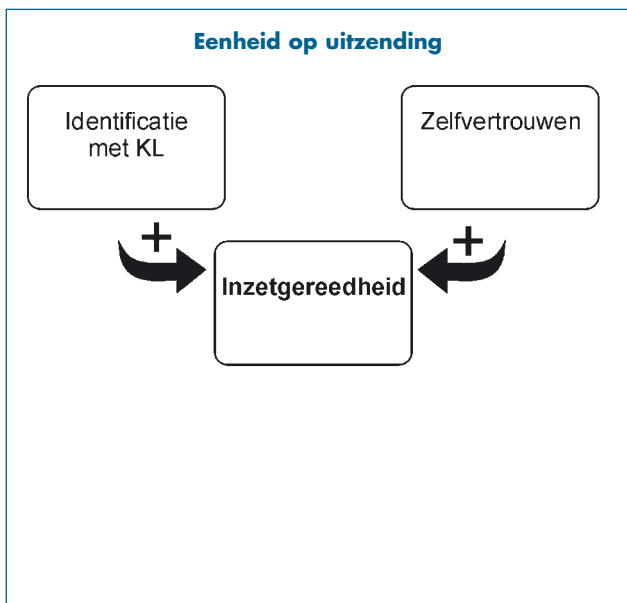 Eenheid op uitzending
Identificatie
met KL
Zelfvertrouwen
+
+
Inzetgereedheid